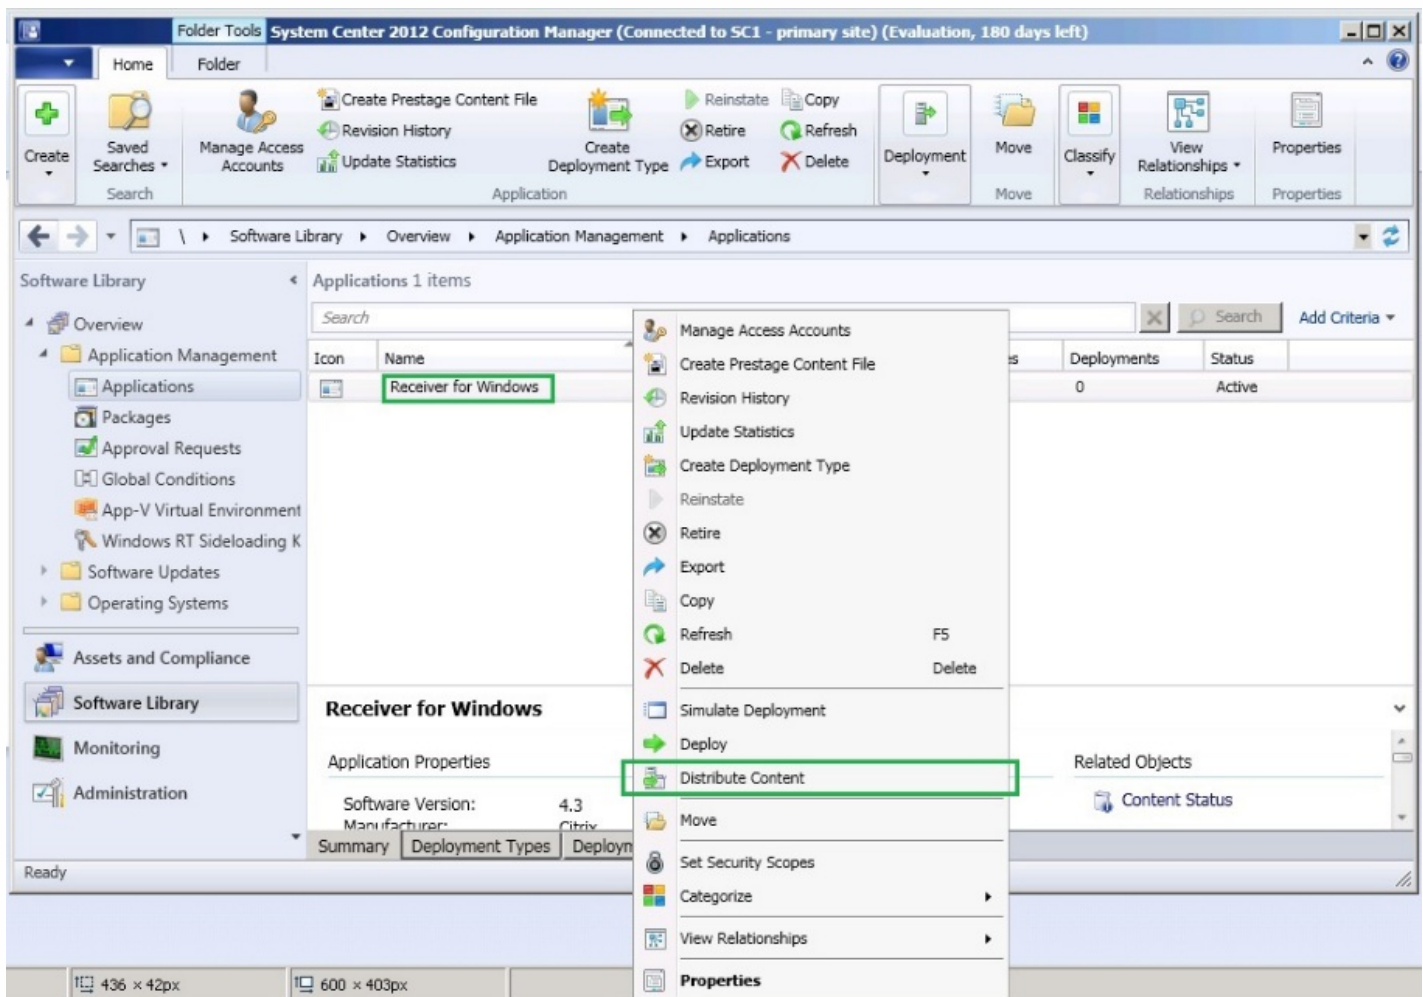 Folder Tools System Center 2012 Configuration Manager (Connected to SC1 - primary site) (Evaluation, 180 days left)
Home Folder
Create
Saved Searches
Search
Manage Access Accounts
Create Prestage Content File
Revision History
Update Statistics
Create Deployment Type
Reinstate
Retire
Export
Copy
Refresh
Delete
Application
Deployment
Move
Move
Classify
View Relationships
Relationships
Properties
Properties
\ Software Library Overview Application Management Applications
Software Library
Overview
Application Management
Applications
Packages
Approval Requests
Global Conditions
App-V Virtual Environment
Windows RT Sideloading K
Software Updates
Operating Systems
Assets and Compliance
Software Library
Monitoring
Administration
Applications 1 items
Search
Search Add Criteria
Icon Name Deployments Status
Receiver for Windows 0 Active
Manage Access Accounts
Create Prestage Content File
Revision History
Update Statistics
Create Deployment Type
Reinstate
Retire
Export
Copy
Refresh F5
Delete Delete
Simulate Deployment
Deploy
Distribute Content
Move
Set Security Scopes
Categorize
View Relationships
Properties
Receiver for Windows
Application Properties
Software Version: 4.3
Manufacturer: Citrix
Related Objects
Content Status
Summary Deployment Types Deploym
Ready
436 × 42px 600 × 403px